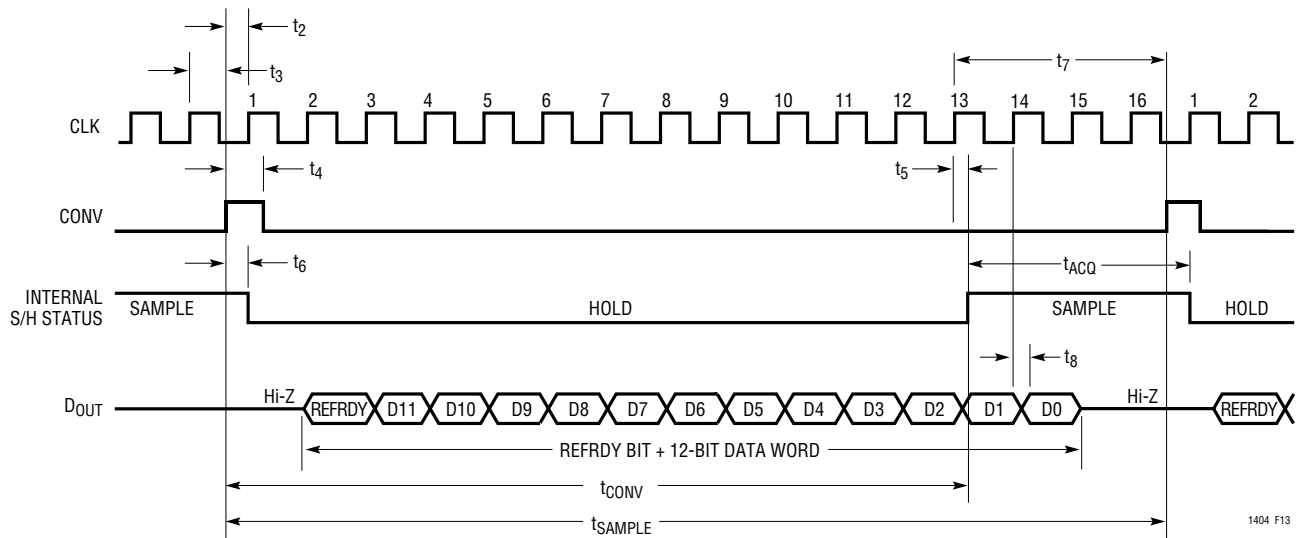 t2
t3
t7
1 2 3 4 5 6 7 8 9 10 11 12 13 14 15 16 1 2
CLK
t4
t5
CONV
t6
tACQ
INTERNAL
S/H STATUS
SAMPLE HOLD SAMPLE HOLD
t8
Hi-Z Hi-Z
DOUT
REFRDY D11 D10 D9 D8 D7 D6 D5 D4 D3 D2 D1 D0 REFRDY
REFRDY BIT + 12-BIT DATA WORD
tCONV
tSAMPLE
1404 F13